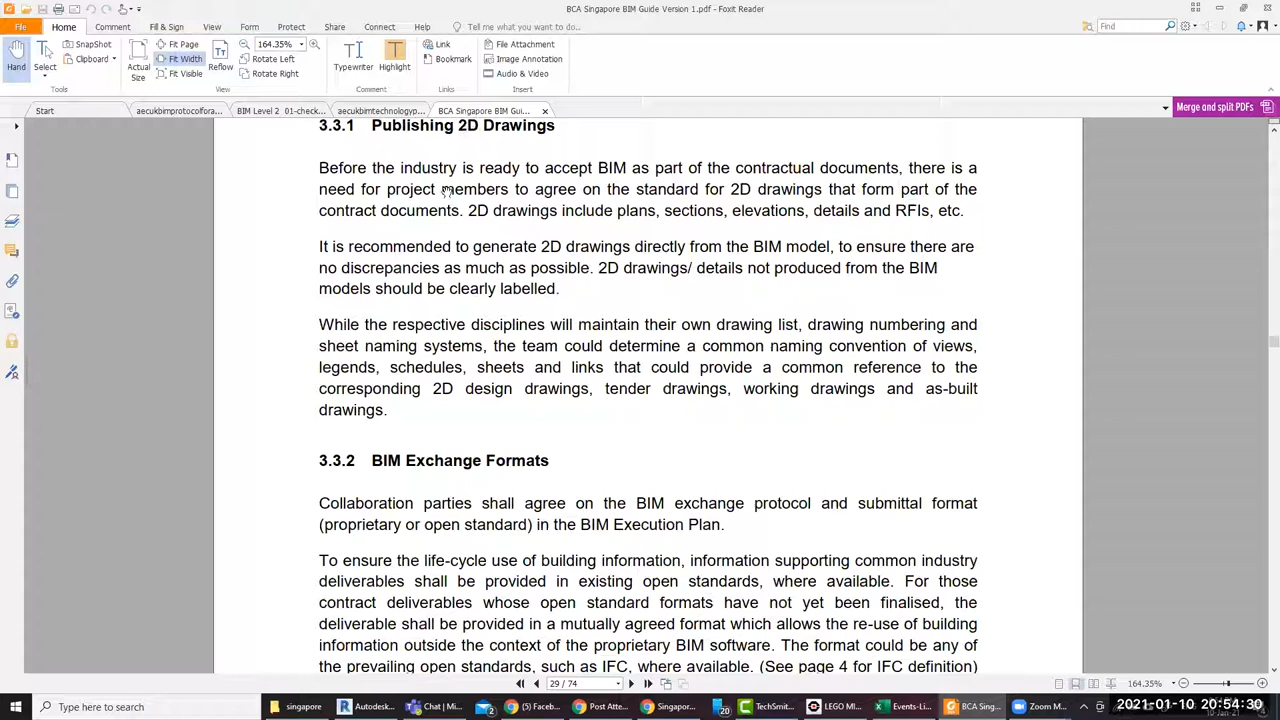 BCA Singapore BIM Guide Version 1.pdf - Foxit Reader
File Home Comment View Form Protect Share Connect Help Tell me what you want to do... Find
Hand Select SnapShot Clipboard Actual Size Fit Page Fit Width Fit Visible Reflow 164.35% Rotate Left Rotate Right Typewriter Highlight Link Bookmark File Attachment Image Annotation Audio & Video
Tools View Comment Links Insert
Start aecukbimprotocolfora... BIM Level 2 01-check... aecukbimtechnologyp... BCA Singapore BIM Gui... Merge and split PDFs
3.3.1 Publishing 2D Drawings
Before the industry is ready to accept BIM as part of the contractual documents, there is a
need for project members to agree on the standard for 2D drawings that form part of the
contract documents. 2D drawings include plans, sections, elevations, details and RFIs, etc.
It is recommended to generate 2D drawings directly from the BIM model, to ensure there are
no discrepancies as much as possible. 2D drawings/ details not produced from the BIM
models should be clearly labelled.
While the respective disciplines will maintain their own drawing list, drawing numbering and
sheet naming systems, the team could determine a common naming convention of views,
legends, schedules, sheets and links that could provide a common reference to the
corresponding 2D design drawings, tender drawings, working drawings and as-built
drawings.
3.3.2 BIM Exchange Formats
Collaboration parties shall agree on the BIM exchange protocol and submittal format
(proprietary or open standard) in the BIM Execution Plan.
To ensure the life-cycle use of building information, information supporting common industry
deliverables shall be provided in existing open standards, where available. For those
contract deliverables whose open standard formats have not yet been finalised, the
deliverable shall be provided in a mutually agreed format which allows the re-use of building
information outside the context of the proprietary BIM software. The format could be any of
the prevailing open standards, such as IFC, where available. (See page 4 for IFC definition)
29 / 74 164.35%
Type here to search singapore Autodesk... Chat | Mi... 2 (3) Faceb... Post Atte... Singapor... 20 TechSmit... LEGO MI... Events-Li... BCA Sing... Zoom M... 2021-01-10 20:54:30